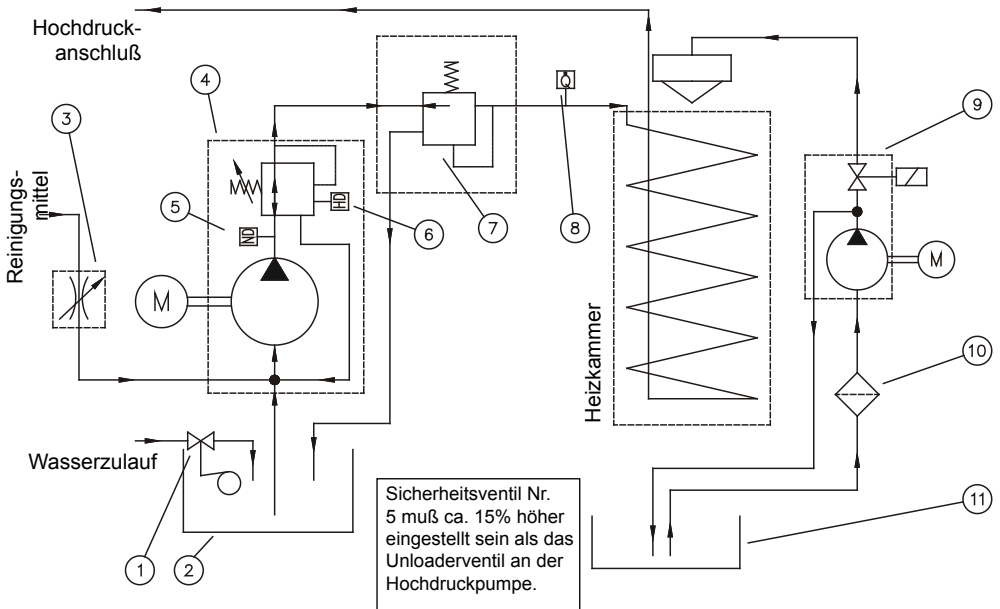 Hochdruck-
anschluß
4
3
9
Reinigungs-
mittel
5
HD
6
7
Q
8
ND
M
M
Heizkammer
10
Wasserzulauf
Sicherheitsventil Nr.
5 muß ca. 15% höher
eingestellt sein als das
Unloaderventil an der
Hochdruckpumpe.
11
1
2